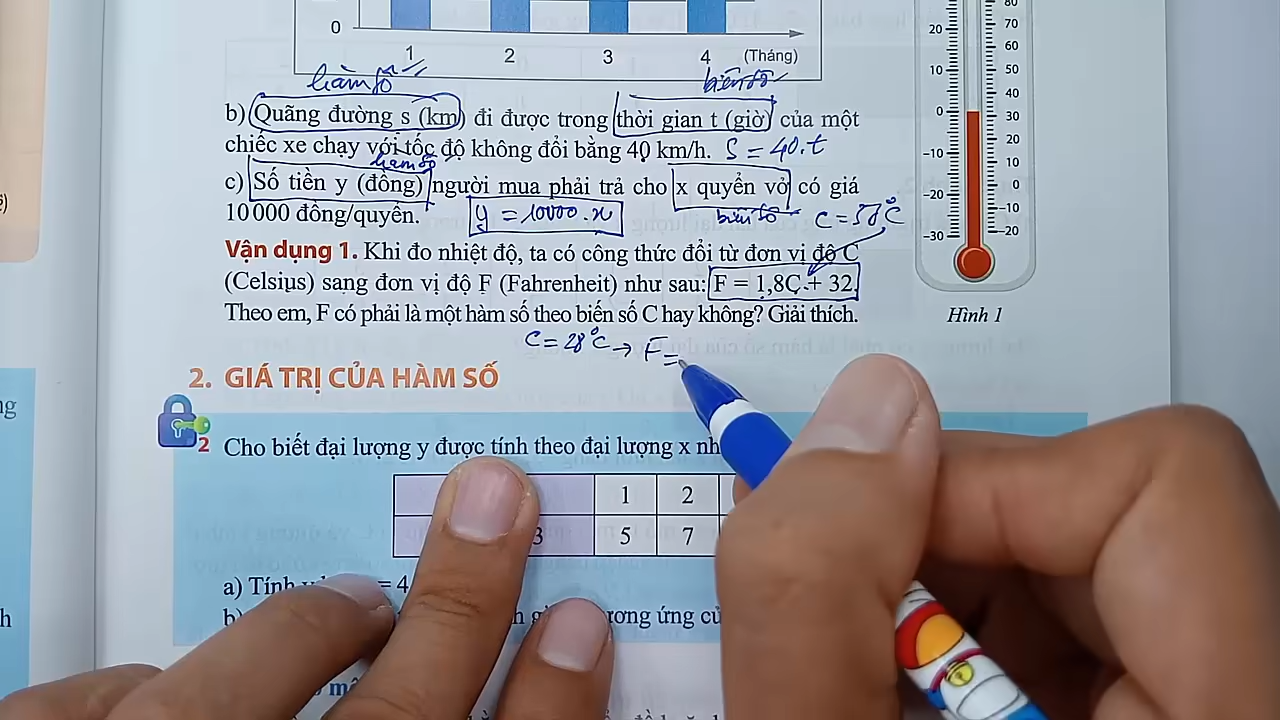 0
1 2 3 4 (Tháng)
hàm số biến số
b) Quãng đường s (km) đi được trong thời gian t (giờ) của một
chiếc xe chạy với tốc độ không đổi bằng 40 km/h. S = 40.t
hàm số
c) Số tiền y (đồng) người mua phải trả cho x quyển vở có giá
10 000 đồng/quyển. y = 10000.x biến số
Vận dụng 1. Khi đo nhiệt độ, ta có công thức đổi từ đơn vị độ C
(Celsius) sang đơn vị độ F (Fahrenheit) như sau: F = 1,8C + 32.
Theo em, F có phải là một hàm số theo biến số C hay không? Giải thích.
C = 28°C → F =
20 10 0 −10 −20 −30
80 70 60 50 40 30 20 10 0 −10 −20
Hình 1
2. GIÁ TRỊ CỦA HÀM SỐ
2 Cho biết đại lượng y được tính theo đại lượng x nh
1 2
3 5 7
a) Tính = 4
b)
ương ứng củ